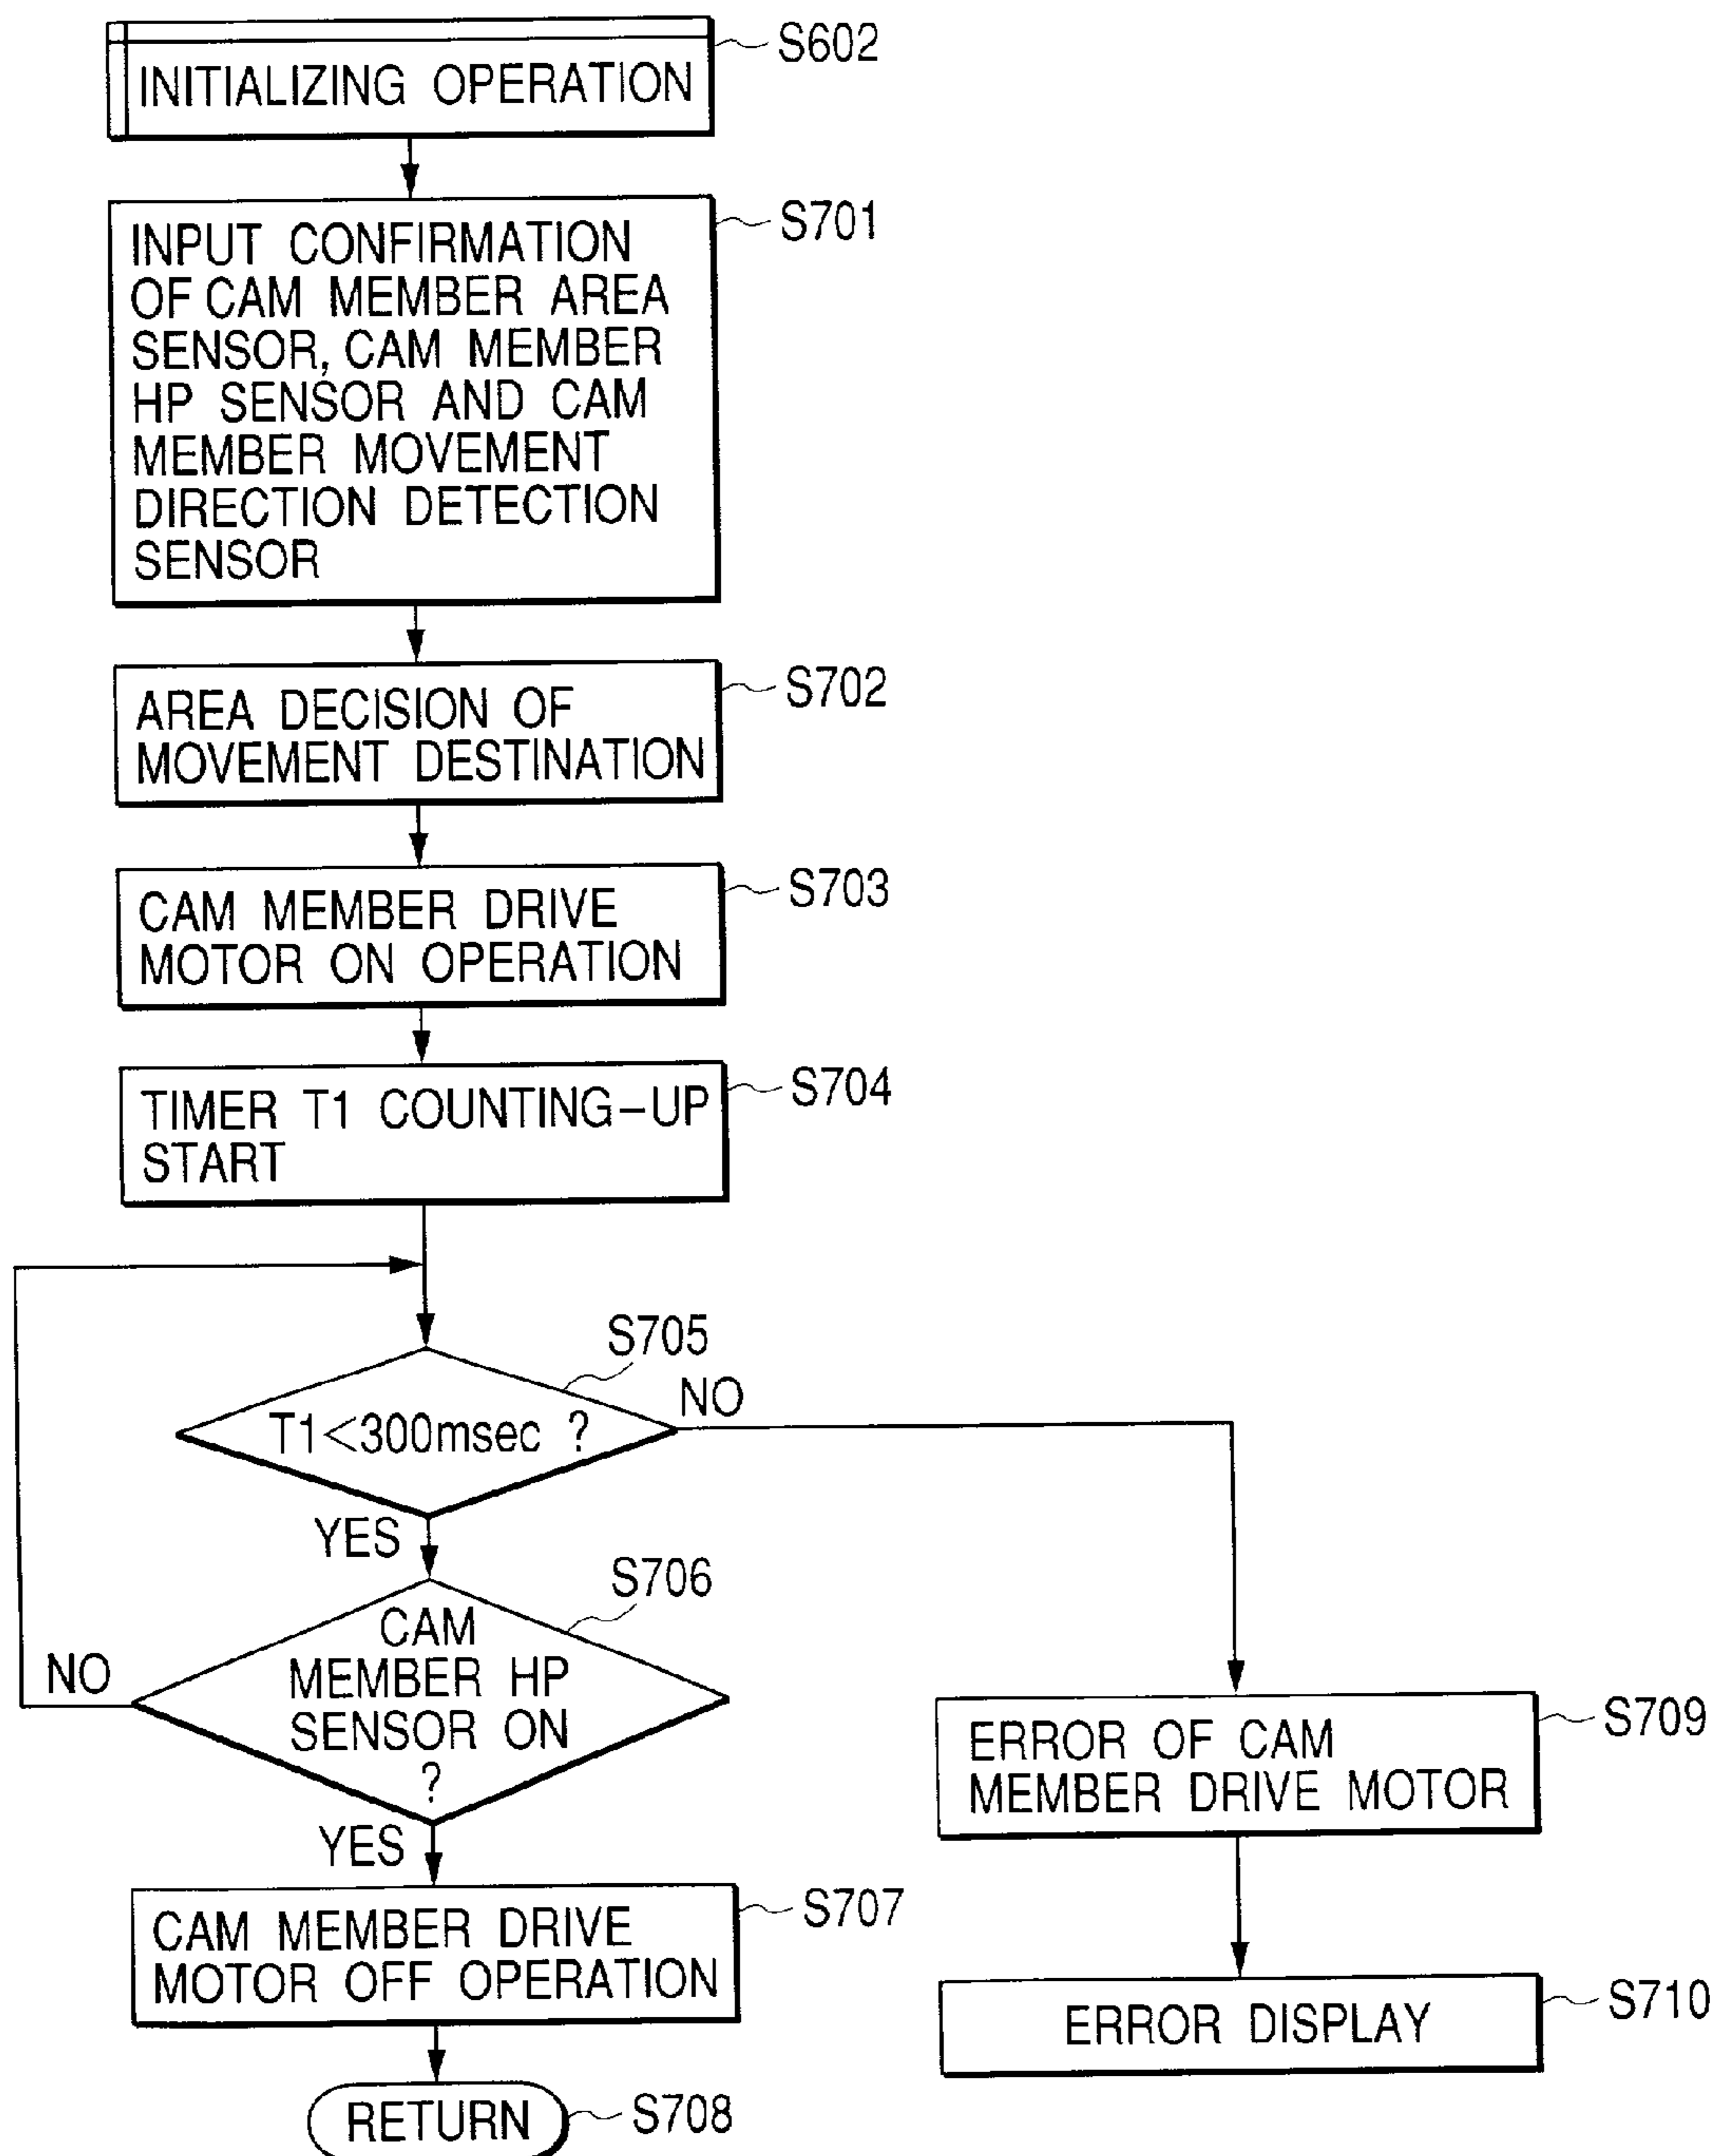 S602
INITIALIZING OPERATION
S701
INPUT CONFIRMATION
OF CAM MEMBER AREA
SENSOR, CAM MEMBER
HP SENSOR AND CAM
MEMBER MOVEMENT
DIRECTION DETECTION
SENSOR
S702
AREA DECISION OF
MOVEMENT DESTINATION
S703
CAM MEMBER DRIVE
MOTOR ON OPERATION
S704
TIMER T1 COUNTING-UP
START
S705
T1<300msec ?
NO
YES
S706
CAM
MEMBER HP
SENSOR ON
?
NO
YES
S707
CAM MEMBER DRIVE
MOTOR OFF OPERATION
RETURN
S708
S709
ERROR OF CAM
MEMBER DRIVE MOTOR
S710
ERROR DISPLAY